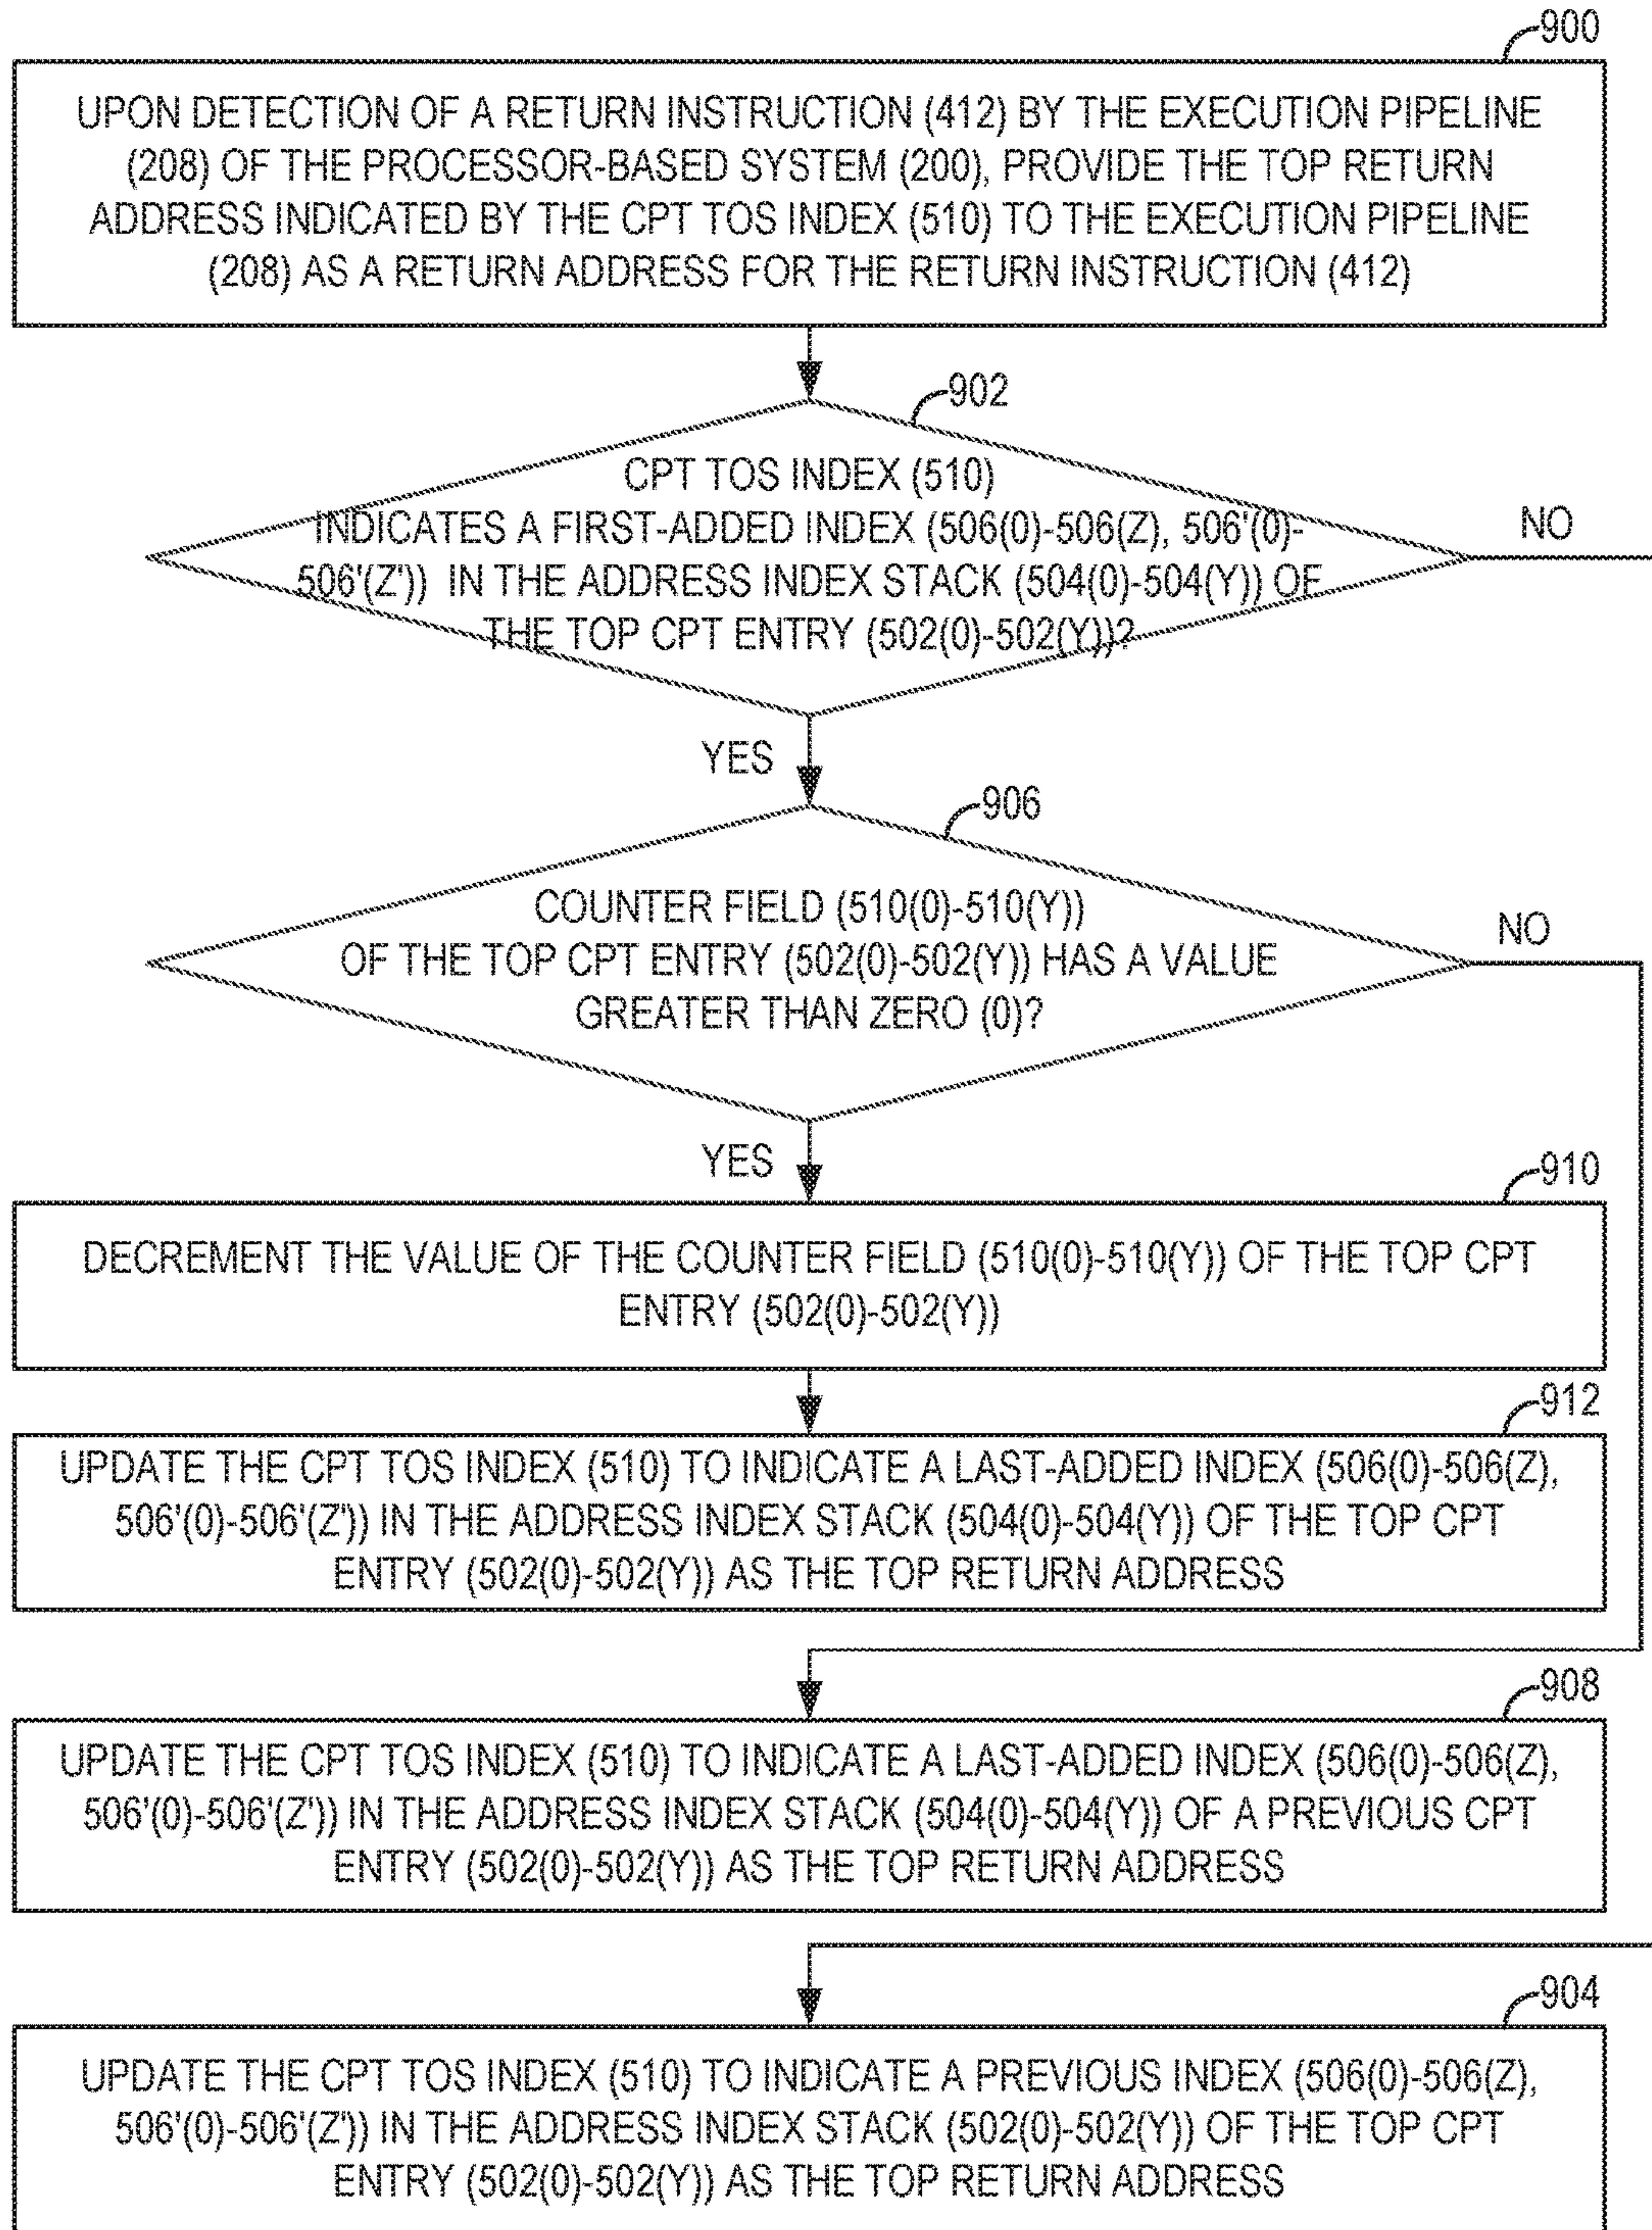 900
UPON DETECTION OF A RETURN INSTRUCTION (412) BY THE EXECUTION PIPELINE
(208) OF THE PROCESSOR-BASED SYSTEM (200), PROVIDE THE TOP RETURN
ADDRESS INDICATED BY THE CPT TOS INDEX (510) TO THE EXECUTION PIPELINE
(208) AS A RETURN ADDRESS FOR THE RETURN INSTRUCTION (412)
902
CPT TOS INDEX (510)
INDICATES A FIRST-ADDED INDEX (506(0)-506(Z), 506'(0)-
506'(Z')) IN THE ADDRESS INDEX STACK (504(0)-504(Y)) OF
THE TOP CPT ENTRY (502(0)-502(Y))?
NO
YES
906
COUNTER FIELD (510(0)-510(Y))
OF THE TOP CPT ENTRY (502(0)-502(Y)) HAS A VALUE
GREATER THAN ZERO (0)?
NO
YES
910
DECREMENT THE VALUE OF THE COUNTER FIELD (510(0)-510(Y)) OF THE TOP CPT
ENTRY (502(0)-502(Y))
912
UPDATE THE CPT TOS INDEX (510) TO INDICATE A LAST-ADDED INDEX (506(0)-506(Z),
506'(0)-506'(Z')) IN THE ADDRESS INDEX STACK (504(0)-504(Y)) OF THE TOP CPT
ENTRY (502(0)-502(Y)) AS THE TOP RETURN ADDRESS
908
UPDATE THE CPT TOS INDEX (510) TO INDICATE A LAST-ADDED INDEX (506(0)-506(Z),
506'(0)-506'(Z')) IN THE ADDRESS INDEX STACK (504(0)-504(Y)) OF A PREVIOUS CPT
ENTRY (502(0)-502(Y)) AS THE TOP RETURN ADDRESS
904
UPDATE THE CPT TOS INDEX (510) TO INDICATE A PREVIOUS INDEX (506(0)-506(Z),
506'(0)-506'(Z')) IN THE ADDRESS INDEX STACK (502(0)-502(Y)) OF THE TOP CPT
ENTRY (502(0)-502(Y)) AS THE TOP RETURN ADDRESS